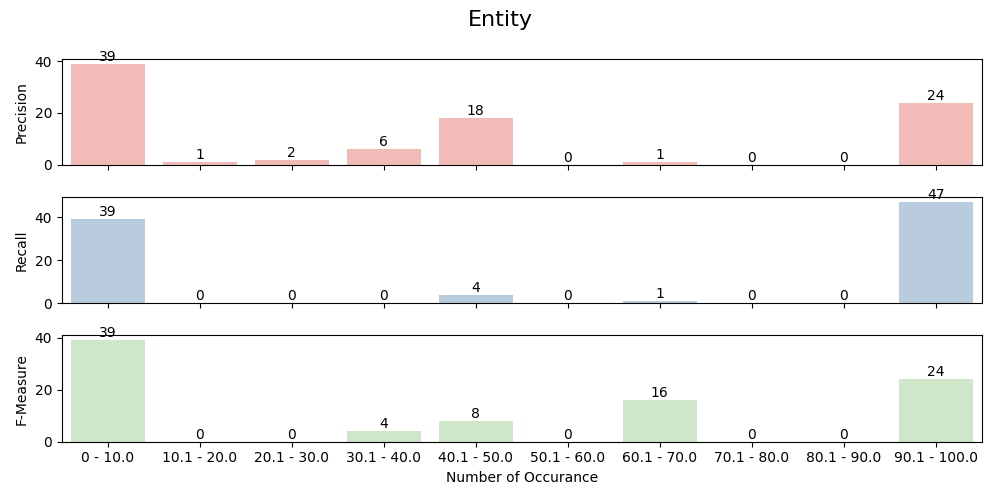 Entity
Precision
40
20
0
39
1
2
6
18
0
1
0
0
24
Recall
40
20
0
39
0
0
0
4
0
1
0
0
47
F-Measure
40
20
0
39
0
0
4
8
0
16
0
0
24
0 - 10.0
10.1 - 20.0
20.1 - 30.0
30.1 - 40.0
40.1 - 50.0
50.1 - 60.0
60.1 - 70.0
70.1 - 80.0
80.1 - 90.0
90.1 - 100.0
Number of Occurance